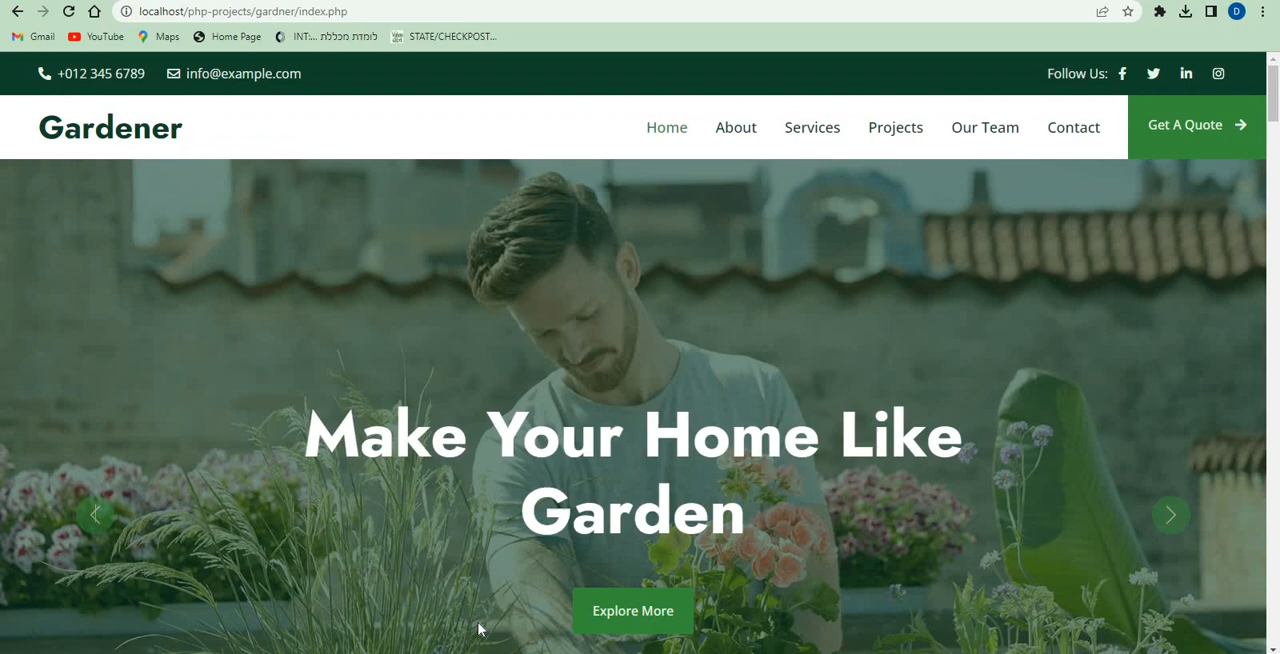 localhost/php-projects/gardner/index.php
D
Gmail YouTube Maps Home Page INT:... לומדת מכללת STATE/CHECKPOST...
+012 345 6789 info@example.com Follow Us:
Gardener Home About Services Projects Our Team Contact Get A Quote
Make Your Home Like
Garden
Explore More